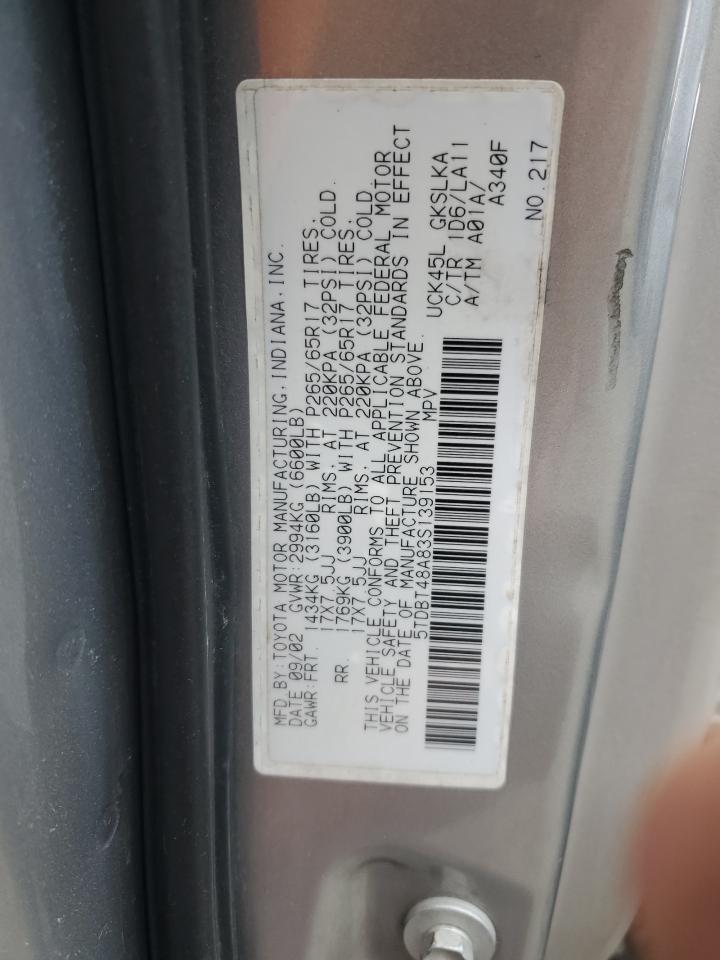 MFD.BY:TOYOTA MOTOR MANUFACTURING,INDIANA,INC.
DATE 09/02 GVWR:2994KG (6600LB)
GAWR:FRT. 1434KG (3160LB) WITH P265/65R17 TIRES,
17X7.5JJ RIMS, AT 220KPA (32PSI) COLD.
RR. 1769KG (3900LB) WITH P265/65R17 TIRES,
17X7.5JJ RIMS, AT 220KPA (32PSI) COLD.
THIS VEHICLE CONFORMS TO ALL APPLICABLE FEDERAL MOTOR
VEHICLE SAFETY AND THEFT PREVENTION STANDARDS IN EFFECT
ON THE DATE OF MANUFACTURE SHOWN ABOVE.
5TDBT48A83S139153 MPV
UCK45L GKSLKA
C/TR 1D6/LA11
A/TM A01A/
A340F
NO.217